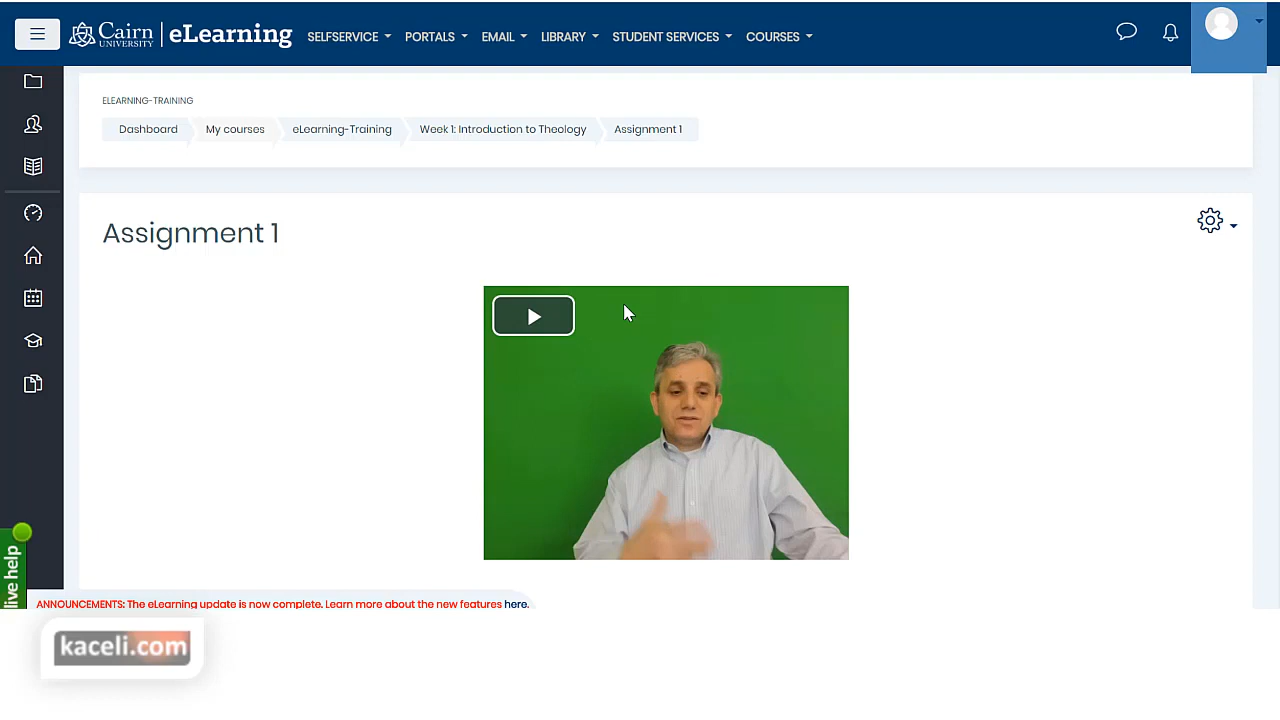 Cairn UNIVERSITY eLearning SELFSERVICE PORTALS EMAIL LIBRARY STUDENT SERVICES COURSES
ELEARNING-TRAINING
Dashboard My courses eLearning-Training Week 1: Introduction to Theology Assignment 1
Assignment 1
live help
ANNOUNCEMENTS: The eLearning update is now complete. Learn more about the new features here.
kaceli.com